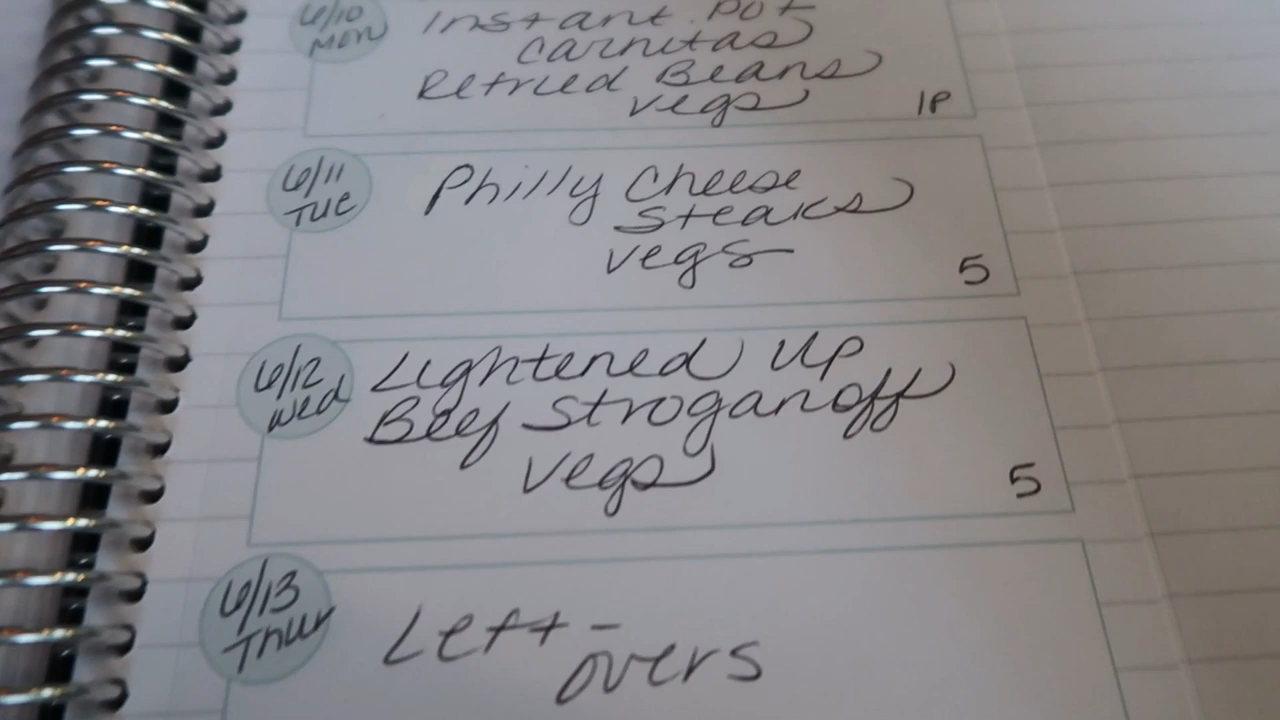 6/10
Mon
Instant Pot
Carnitas
Refried Beans
vegs
1P
6/11
Tue
Philly Cheese
Steaks
vegs
5
6/12
Wed
Lightened Up
Beef Stroganoff
vegs
5
6/13
Thur
Left-
overs